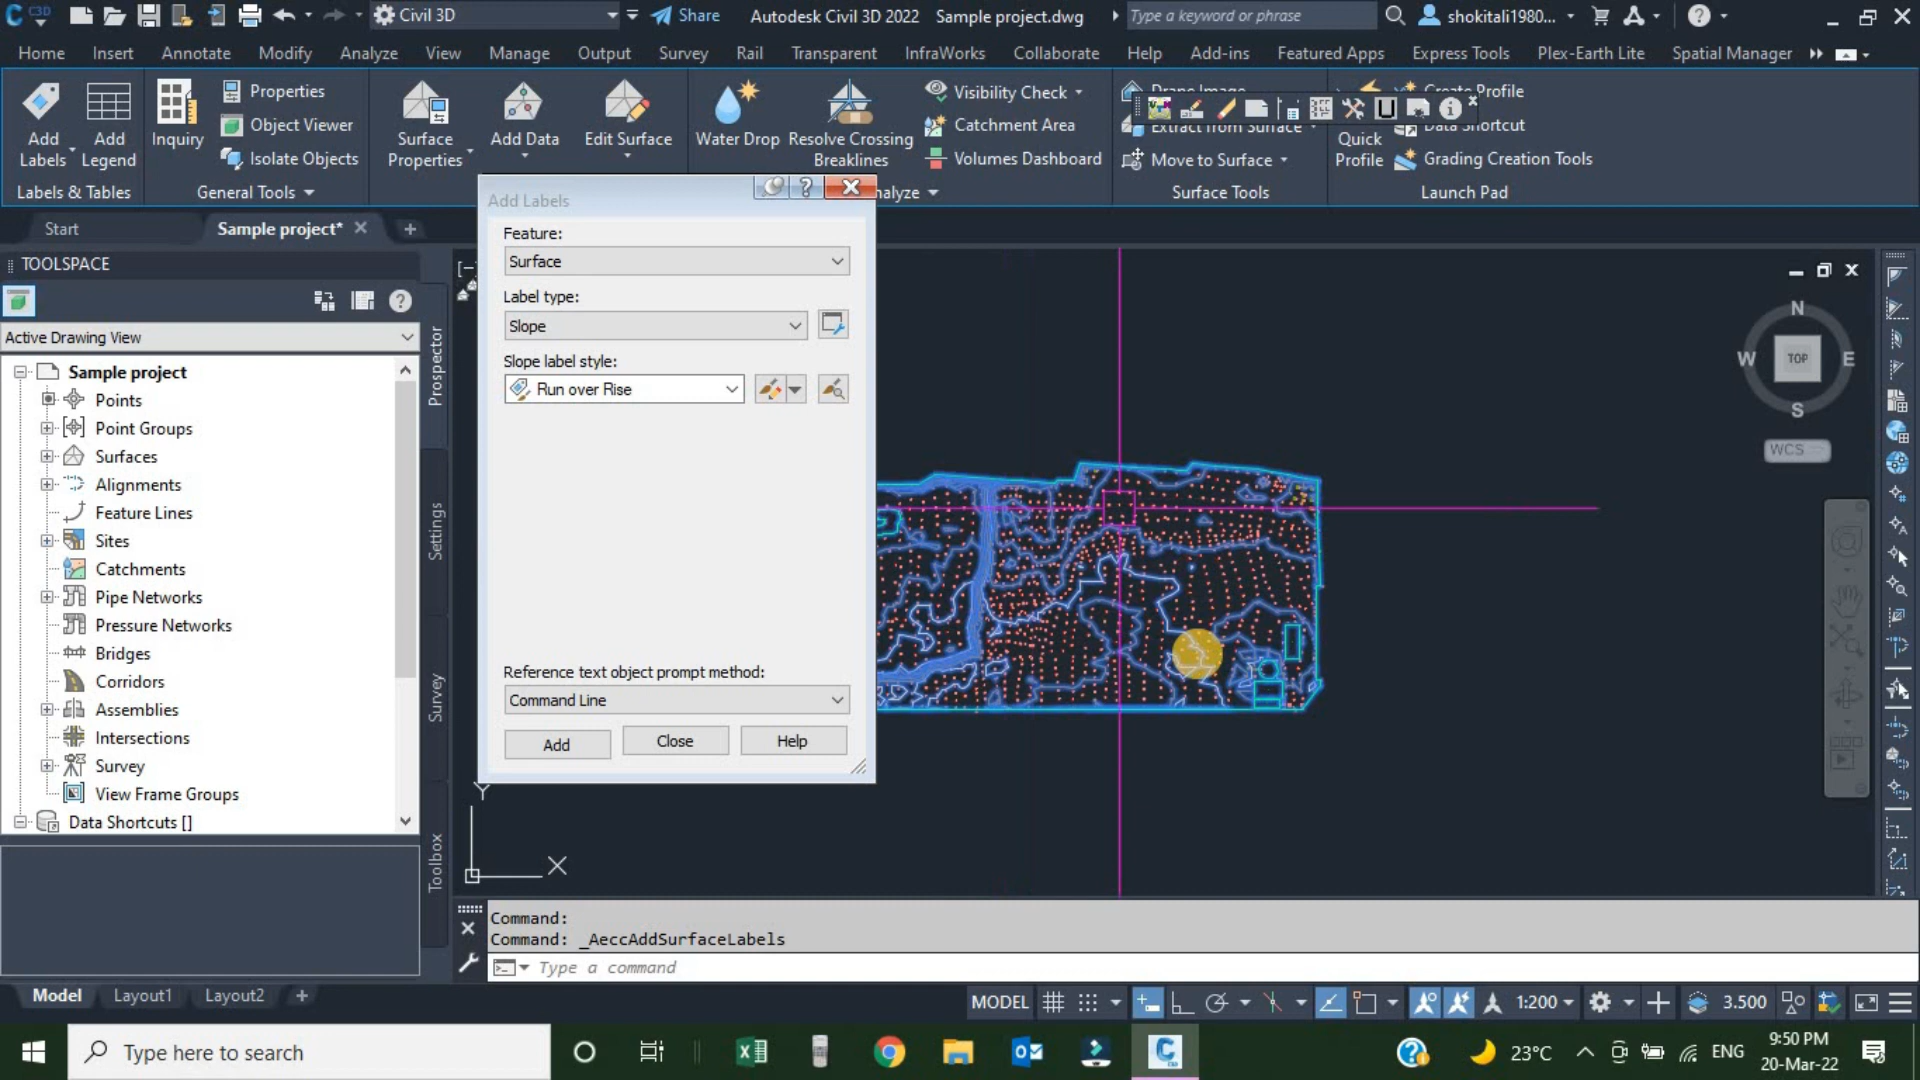 C3D
Civil 3D
Share
Autodesk Civil 3D 2022 Sample project.dwg
Type a keyword or phrase
shokitali1980...
Home Insert Annotate Modify Analyze View Manage Output Survey Rail Transparent InfraWorks Collaborate Help Add-ins Featured Apps Express Tools Plex-Earth Lite Spatial Manager
Add Labels
Add Legend
Inquiry
Properties
Object Viewer
Isolate Objects
Surface Properties
Add Data
Edit Surface
Water Drop
Resolve Crossing Breaklines
Visibility Check
Catchment Area
Volumes Dashboard
Drape Image
Extract from Surface
Move to Surface
Quick Profile
Create Profile
Data Shortcut
Grading Creation Tools
Labels & Tables
General Tools
nalyze
Surface Tools
Launch Pad
Start
Sample project*
TOOLSPACE
Active Drawing View
Sample project
Points
Point Groups
Surfaces
Alignments
Feature Lines
Sites
Catchments
Pipe Networks
Pressure Networks
Bridges
Corridors
Assemblies
Intersections
Survey
View Frame Groups
Data Shortcuts []
Prospector
Settings
Survey
Toolbox
Add Labels
Feature:
Surface
Label type:
Slope
Slope label style:
Run over Rise
Reference text object prompt method:
Command Line
Add
Close
Help
[–
N
W
TOP
E
S
WCS
Y
X
Command:
Command: _AeccAddSurfaceLabels
Type a command
Model
Layout1
Layout2
MODEL
1:200
3.500
Type here to search
23°C
ENG
9:50 PM
20-Mar-22